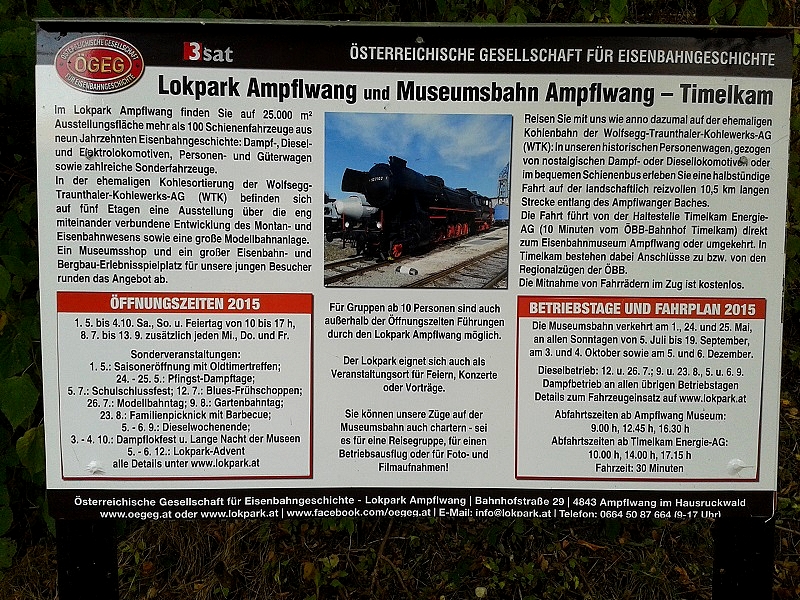 ÖSTERREICHISCHE GESELLSCHAFT
ÖGEG
FÜR EISENBAHNGESCHICHTE
3sat
ÖSTERREICHISCHE GESELLSCHAFT FÜR EISENBAHNGESCHICHTE
Lokpark Ampflwang und Museumsbahn Ampflwang – Timelkam
Im Lokpark Ampflwang finden Sie auf 25.000 m²
Ausstellungsfläche mehr als 100 Schienenfahrzeuge aus
neun Jahrzehnten Eisenbahngeschichte: Dampf-, Diesel-
und Elektrolokomotiven, Personen- und Güterwagen
sowie zahlreiche Sonderfahrzeuge.
In der ehemaligen Kohlesortierung der Wolfsegg-
Traunthaler-Kohlewerks-AG (WTK) befinden sich
auf fünf Etagen eine Ausstellung über die eng
miteinander verbundene Entwicklung des Montan- und
Eisenbahnwesens sowie eine große Modellbahnanlage.
Ein Museumsshop und ein großer Eisenbahn- und
Bergbau-Erlebnisspielplatz für unsere jungen Besucher
runden das Angebot ab.
ÖFFNUNGSZEITEN 2015
1. 5. bis 4.10. Sa., So. u. Feiertag von 10 bis 17 h,
8. 7. bis 13. 9. zusätzlich jeden Mi., Do. und Fr.
Sonderveranstaltungen:
1. 5.: Saisoneröffnung mit Oldtimertreffen;
24. - 25. 5.: Pfingst-Dampftage;
5. 7.: Schulschlussfest; 12. 7.: Blues-Frühschoppen;
26. 7.: Modellbahntag; 9. 8.: Gartenbahntag;
23. 8.: Familienpicknick mit Barbecue;
5. - 6. 9.: Dieselwochenende;
3. - 4. 10.: Dampflokfest u. Lange Nacht der Museen
5. - 6. 12.: Lokpark-Advent
alle Details unter www.lokpark.at
Für Gruppen ab 10 Personen sind auch
außerhalb der Öffnungszeiten Führungen
durch den Lokpark Ampflwang möglich.
Der Lokpark eignet sich auch als
Veranstaltungsort für Feiern, Konzerte
oder Vorträge.
Sie können unsere Züge auf der
Museumsbahn auch chartern - sei
es für eine Reisegruppe, für einen
Betriebsausflug oder für Foto- und
Filmaufnahmen!
Reisen Sie mit uns wie anno dazumal auf der ehemaligen
Kohlenbahn der Wolfsegg-Traunthaler-Kohlewerks-AG
(WTK): in unseren historischen Personenwagen, gezogen
von nostalgischen Dampf- oder Diesellokomotiven oder
im bequemen Schienenbus erleben Sie eine halbstündige
Fahrt auf der landschaftlich reizvollen 10,5 km langen
Strecke entlang des Ampflwanger Baches.
Die Fahrt führt von der Haltestelle Timelkam Energie-
AG (10 Minuten vom ÖBB-Bahnhof Timelkam) direkt
zum Eisenbahnmuseum Ampflwang oder umgekehrt. In
Timelkam bestehen dabei Anschlüsse zu bzw. von den
Regionalzügen der ÖBB.
Die Mitnahme von Fahrrädern im Zug ist kostenlos.
BETRIEBSTAGE UND FAHRPLAN 2015
Die Museumsbahn verkehrt am 1., 24. und 25. Mai,
an allen Sonntagen von 5. Juli bis 19. September,
am 3. und 4. Oktober sowie am 5. und 6. Dezember.
Dieselbetrieb: 12. u. 26. 7.; 9. u. 23. 8., 5. u. 6. 9.
Dampfbetrieb an allen übrigen Betriebstagen
Details zum Fahrzeugeinsatz auf www.lokpark.at
Abfahrtszeiten ab Ampflwang Museum:
9.00 h, 12.45 h, 16.30 h
Abfahrtszeiten ab Timelkam Energie-AG:
10.00 h, 14.00 h, 17.15 h
Fahrzeit: 30 Minuten
Österreichische Gesellschaft für Eisenbahngeschichte - Lokpark Ampflwang | Bahnhofstraße 29 | 4843 Ampflwang im Hausruckwald
www.oegeg.at oder www.lokpark.at | www.facebook.com/oegeg.at | E-Mail: info@lokpark.at | Telefon: 0664 50 87 664 (9-17 Uhr)